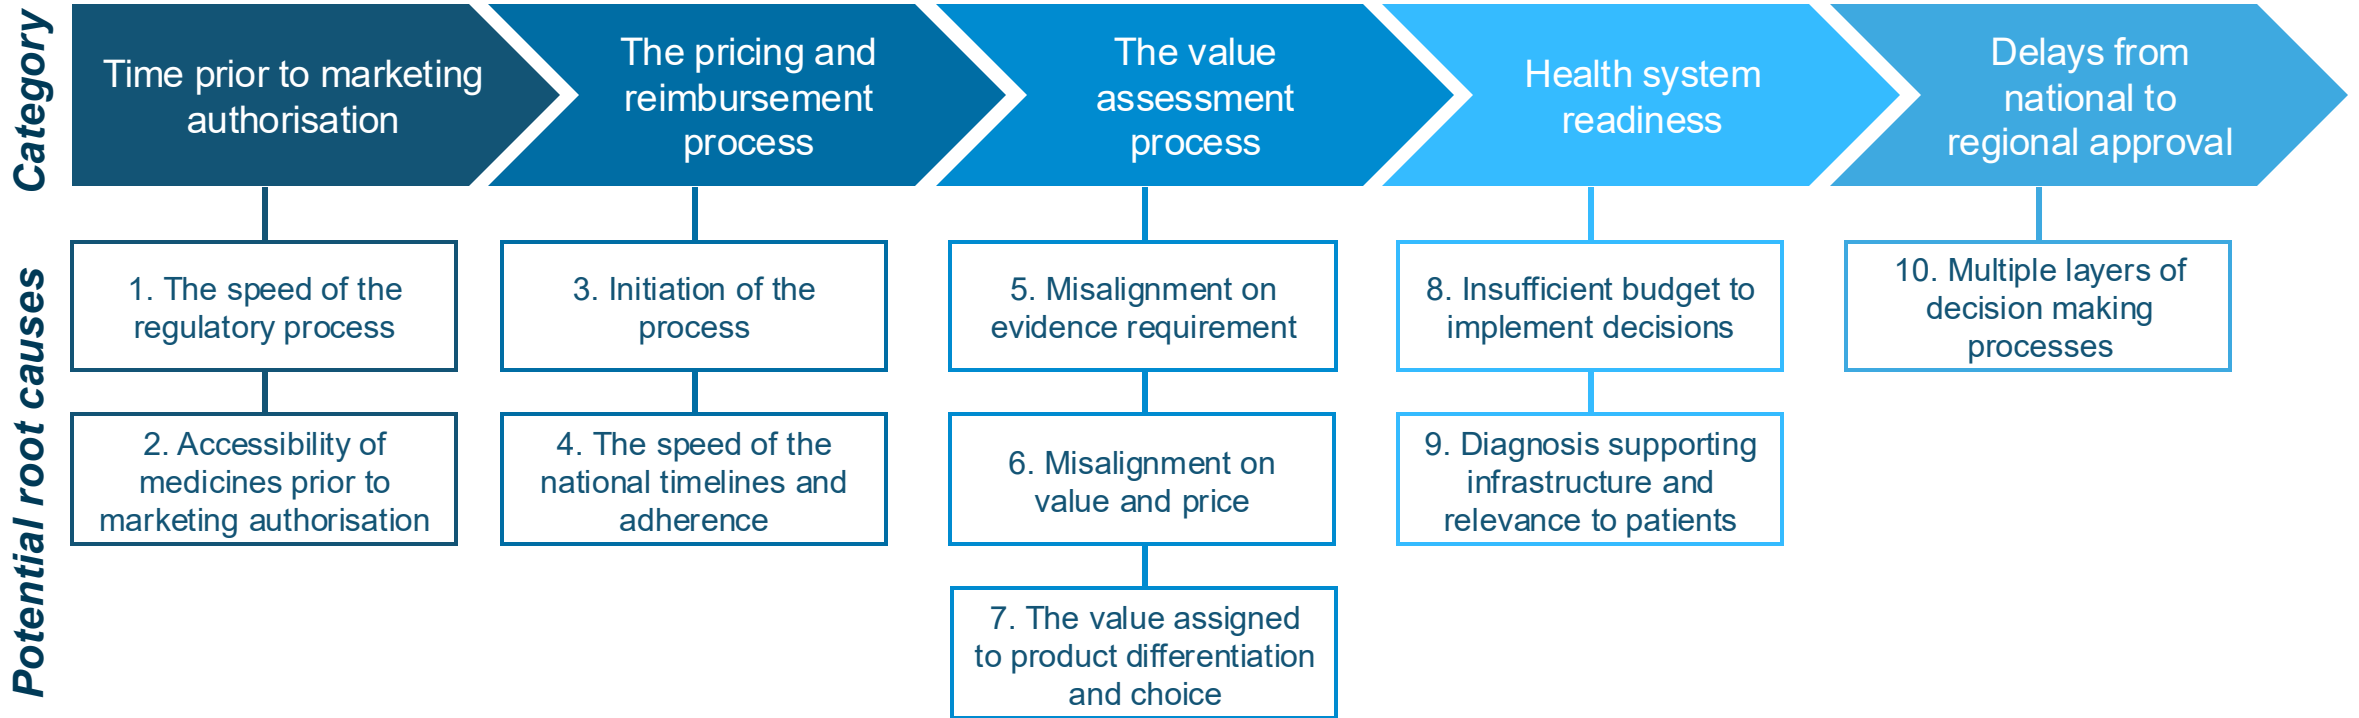 Category
Time prior to marketing
authorisation
The pricing and
reimbursement
process
The value
assessment
process
Health system
readiness
Delays from
national to
regional approval
Potential root causes
1. The speed of the
regulatory process
2. Accessibility of
medicines prior to
marketing authorisation
3. Initiation of the
process
4. The speed of the
national timelines and
adherence
5. Misalignment on
evidence requirement
6. Misalignment on
value and price
7. The value assigned
to product differentiation
and choice
8. Insufficient budget to
implement decisions
9. Diagnosis supporting
infrastructure and
relevance to patients
10. Multiple layers of
decision making
processes